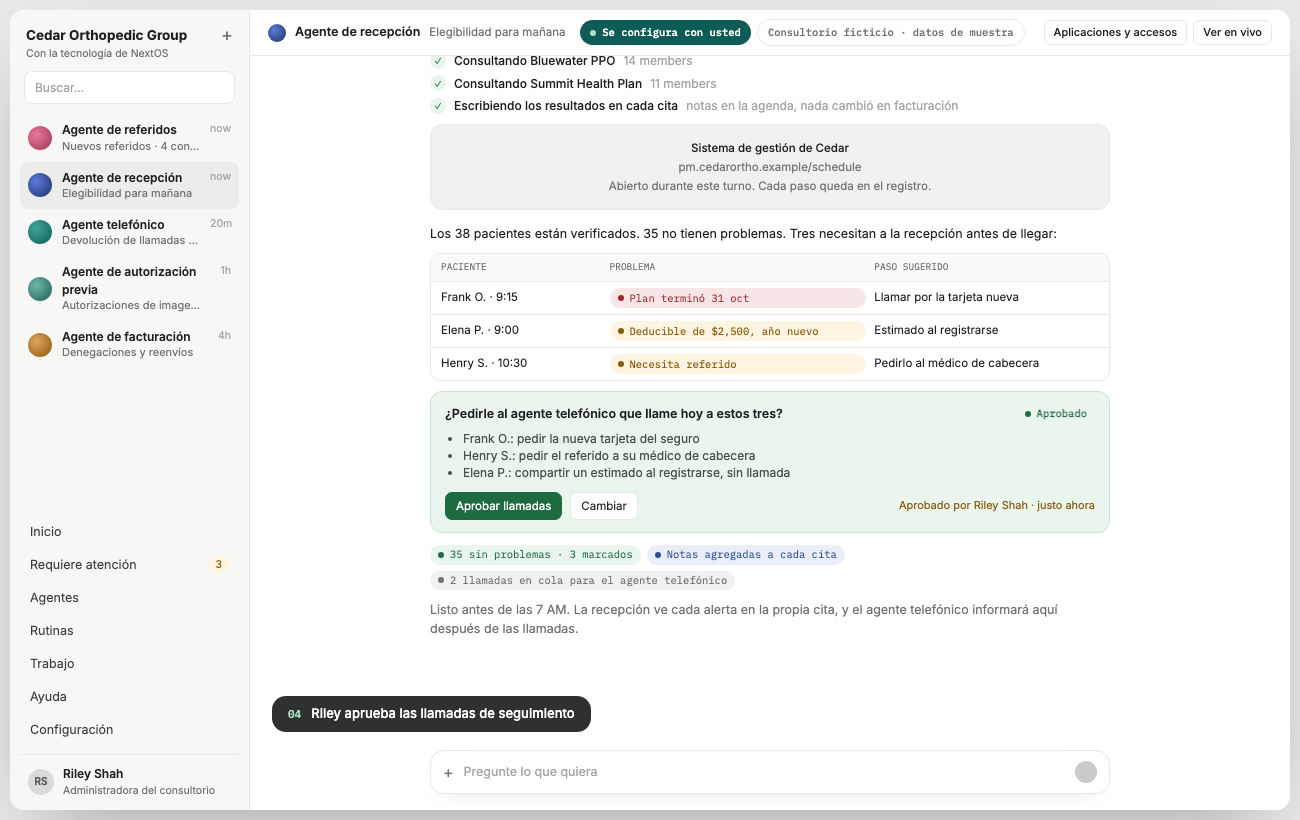 Cedar Orthopedic Group
+
Con la tecnología de NextOS
Buscar...
Agente de referidos
now
Nuevos referidos · 4 con...
Agente de recepción
now
Elegibilidad para mañana
Agente telefónico
20m
Devolución de llamadas ...
Agente de autorización
previa
1h
Autorizaciones de image...
Agente de facturación
4h
Denegaciones y reenvíos
Inicio
Requiere atención
3
Agentes
Rutinas
Trabajo
Ayuda
Configuración
RS
Riley Shah
Administradora del consultorio
Agente de recepción
Elegibilidad para mañana
Se configura con usted
Consultorio ficticio · datos de muestra
Aplicaciones y accesos
Ver en vivo
Consultando Bluewater PPO 14 members
Consultando Summit Health Plan 11 members
Escribiendo los resultados en cada cita notas en la agenda, nada cambió en facturación
Sistema de gestión de Cedar
pm.cedarortho.example/schedule
Abierto durante este turno. Cada paso queda en el registro.
Los 38 pacientes están verificados. 35 no tienen problemas. Tres necesitan a la recepción antes de llegar:
PACIENTE PROBLEMA PASO SUGERIDO
Frank O. · 9:15 Plan terminó 31 oct Llamar por la tarjeta nueva
Elena P. · 9:00 Deducible de $2,500, año nuevo Estimado al registrarse
Henry S. · 10:30 Necesita referido Pedirlo al médico de cabecera
¿Pedirle al agente telefónico que llame hoy a estos tres?
Aprobado
Frank O.: pedir la nueva tarjeta del seguro
Henry S.: pedir el referido a su médico de cabecera
Elena P.: compartir un estimado al registrarse, sin llamada
Aprobar llamadas
Cambiar
Aprobado por Riley Shah · justo ahora
35 sin problemas · 3 marcados
Notas agregadas a cada cita
2 llamadas en cola para el agente telefónico
Listo antes de las 7 AM. La recepción ve cada alerta en la propia cita, y el agente telefónico informará aquí
después de las llamadas.
04 Riley aprueba las llamadas de seguimiento
+ Pregunte lo que quiera